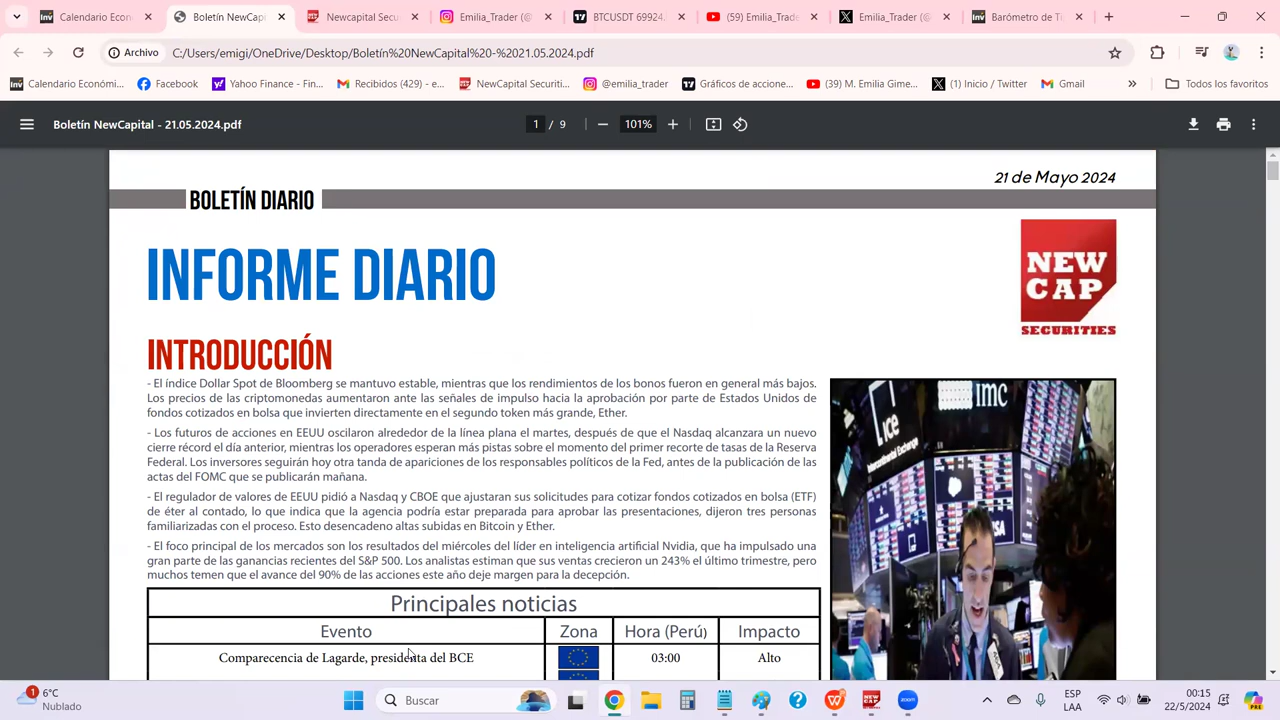 Calendario Económi...
Boletín NewCapi
Newcapital Secu
Emilia_Trader (@
BTCUSDT 69924.
(59) Emilia_Trade
Emilia_Trader (@
Barómetro de T
Archivo
C:/Users/emigi/OneDrive/Desktop/Boletín%20NewCapital%20-%2021.05.2024.pdf
Calendario Económi...
Facebook
Yahoo Finance - Fin...
Recibidos (429) - e...
NewCapital Securiti...
@emilia_trader
Gráficos de accione...
(39) M. Emilia Gime...
(1) Inicio / Twitter
Gmail
Todos los favoritos
Boletín NewCapital - 21.05.2024.pdf
1 / 9
101%
21 de Mayo 2024
BOLETÍN DIARIO
INFORME DIARIO
NEW
CAP
SECURITIES
INTRODUCCIÓN
- El índice Dollar Spot de Bloomberg se mantuvo estable, mientras que los rendimientos de los bonos fueron en general más bajos.
Los precios de las criptomonedas aumentaron ante las señales de impulso hacia la aprobación por parte de Estados Unidos de
fondos cotizados en bolsa que invierten directamente en el segundo token más grande, Ether.
- Los futuros de acciones en EEUU oscilaron alrededor de la línea plana el martes, después de que el Nasdaq alcanzara un nuevo
cierre récord el día anterior, mientras los operadores esperan más pistas sobre el momento del primer recorte de tasas de la Reserva
Federal. Los inversores seguirán hoy otra tanda de apariciones de los responsables políticos de la Fed, antes de la publicación de las
actas del FOMC que se publicarán mañana.
- El regulador de valores de EEUU pidió a Nasdaq y CBOE que ajustaran sus solicitudes para cotizar fondos cotizados en bolsa (ETF)
de éter al contado, lo que indica que la agencia podría estar preparada para aprobar las presentaciones, dijeron tres personas
familiarizadas con el proceso. Esto desencadeno altas subidas en Bitcoin y Ether.
- El foco principal de los mercados son los resultados del miércoles del líder en inteligencia artificial Nvidia, que ha impulsado una
gran parte de las ganancias recientes del S&P 500. Los analistas estiman que sus ventas crecieron un 243% el último trimestre, pero
muchos temen que el avance del 90% de las acciones este año deje margen para la decepción.
imc
ice
Principales noticias
Evento Zona Hora (Perú) Impacto
Comparecencia de Lagarde, presidenta del BCE 03:00 Alto
1
6°C
Nublado
Buscar
zoom
ESP
LAA
00:15
22/5/2024
PRE